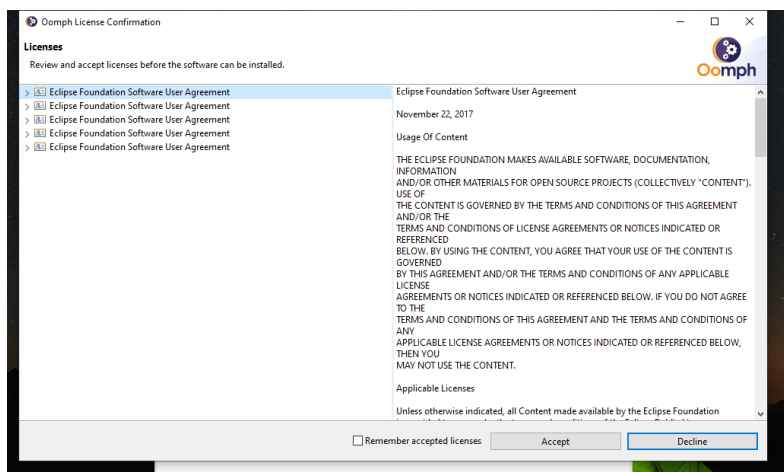 Oomph License Confirmation
Licenses
Review and accept licenses before the software can be installed.
Oomph
Eclipse Foundation Software User Agreement
Eclipse Foundation Software User Agreement
Eclipse Foundation Software User Agreement
Eclipse Foundation Software User Agreement
Eclipse Foundation Software User Agreement
Eclipse Foundation Software User Agreement
November 22, 2017
Usage Of Content
THE ECLIPSE FOUNDATION MAKES AVAILABLE SOFTWARE, DOCUMENTATION,
INFORMATION
AND/OR OTHER MATERIALS FOR OPEN SOURCE PROJECTS (COLLECTIVELY "CONTENT").
USE OF
THE CONTENT IS GOVERNED BY THE TERMS AND CONDITIONS OF THIS AGREEMENT
AND/OR THE
TERMS AND CONDITIONS OF LICENSE AGREEMENTS OR NOTICES INDICATED OR
REFERENCED
BELOW. BY USING THE CONTENT, YOU AGREE THAT YOUR USE OF THE CONTENT IS
GOVERNED
BY THIS AGREEMENT AND/OR THE TERMS AND CONDITIONS OF ANY APPLICABLE
LICENSE
AGREEMENTS OR NOTICES INDICATED OR REFERENCED BELOW. IF YOU DO NOT AGREE
TO THE
TERMS AND CONDITIONS OF THIS AGREEMENT AND THE TERMS AND CONDITIONS OF
ANY
APPLICABLE LICENSE AGREEMENTS OR NOTICES INDICATED OR REFERENCED BELOW,
THEN YOU
MAY NOT USE THE CONTENT.
Applicable Licenses
Unless otherwise indicated, all Content made available by the Eclipse Foundation
Remember accepted licenses
Accept
Decline